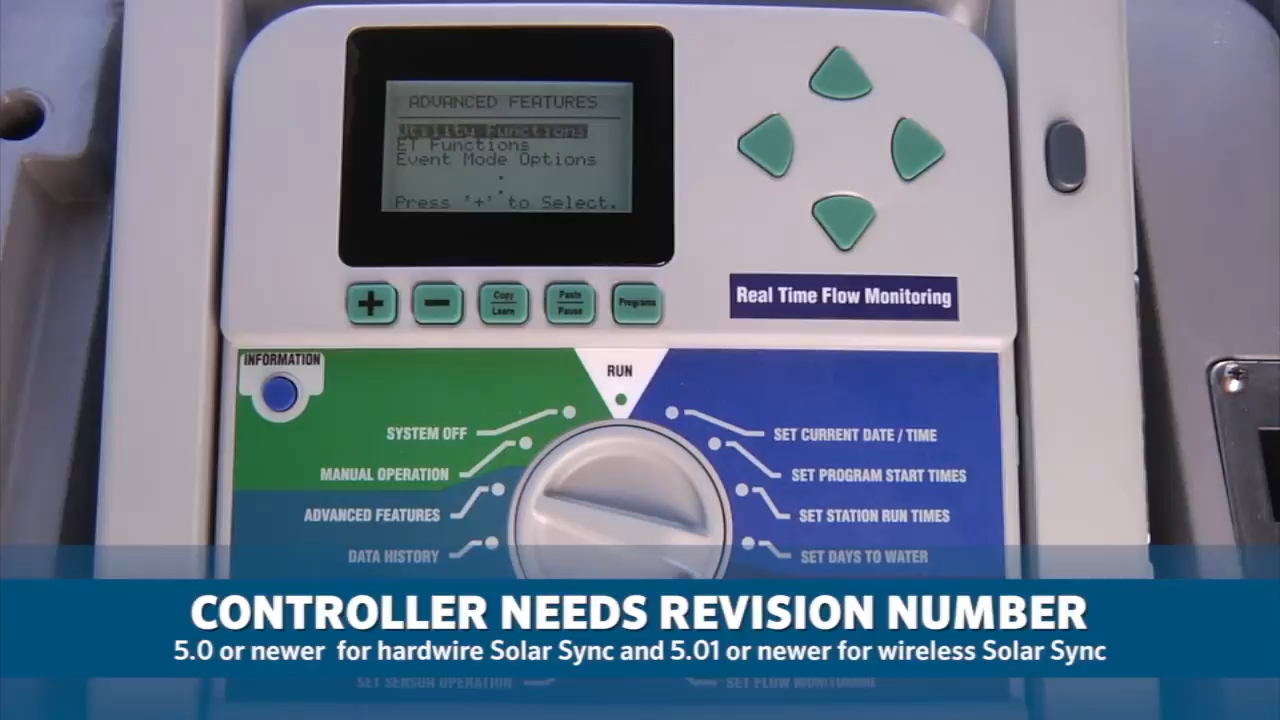 ADVANCED FEATURES
Utility Functions
ET Functions
Event Mode Options
Press '+' to Select.
+
−
Copy
Learn
Paste
Pause
Programs
Real Time Flow Monitoring
INFORMATION
RUN
SYSTEM OFF
SET CURRENT DATE / TIME
MANUAL OPERATION
SET PROGRAM START TIMES
ADVANCED FEATURES
SET STATION RUN TIMES
DATA HISTORY
SET DAYS TO WATER
CONTROLLER NEEDS REVISION NUMBER
5.0 or newer for hardwire Solar Sync and 5.01 or newer for wireless Solar Sync
SET SENSOR OPERATION
SET FLOW MONITORING